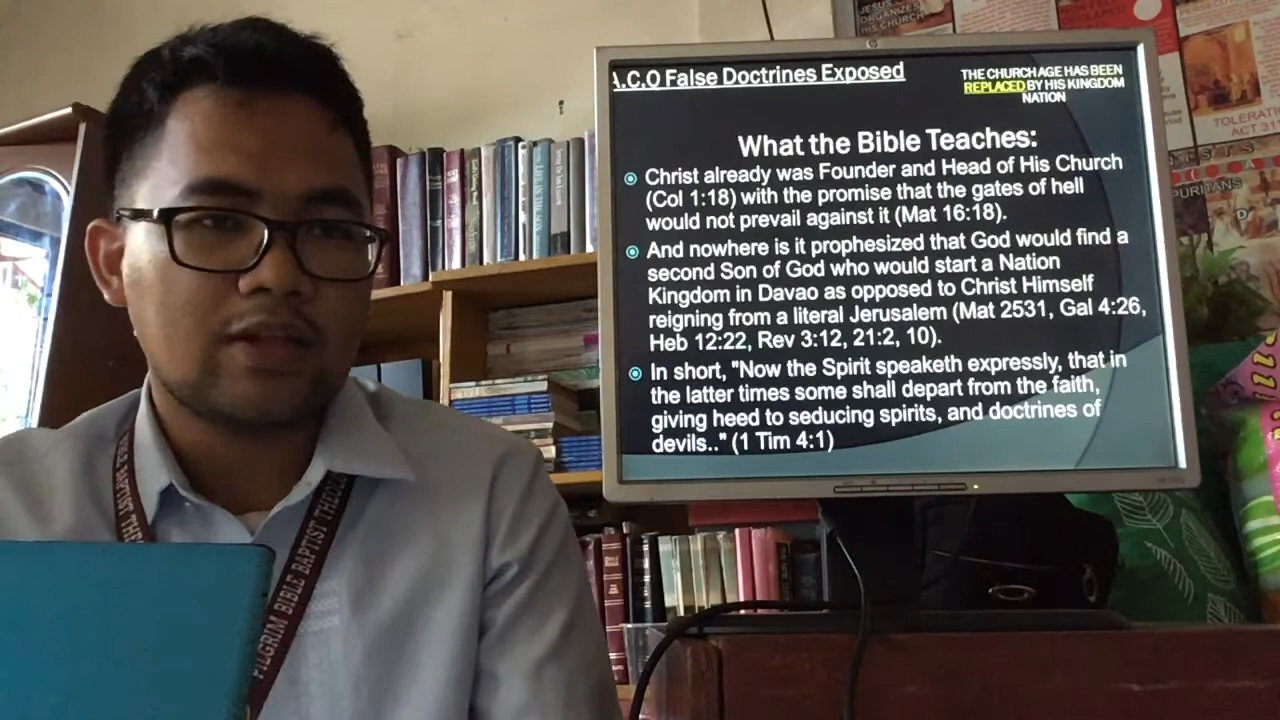 A.C.O False Doctrines Exposed
THE CHURCH AGE HAS BEEN
REPLACED BY HIS KINGDOM
NATION
What the Bible Teaches:
Christ already was Founder and Head of His Church
(Col 1:18) with the promise that the gates of hell
would not prevail against it (Mat 16:18).
And nowhere is it prophesized that God would find a
second Son of God who would start a Nation
Kingdom in Davao as opposed to Christ Himself
reigning from a literal Jerusalem (Mat 2531, Gal 4:26,
Heb 12:22, Rev 3:12, 21:2, 10).
In short, "Now the Spirit speaketh expressly, that in
the latter times some shall depart from the faith,
giving heed to seducing spirits, and doctrines of
devils.." (1 Tim 4:1)
JESUS
ORGANIZES
HIS CHURCH
TOLERATI
ACT 311
PURITANS
PILGRIM BIBLE BAPTIST THEOL